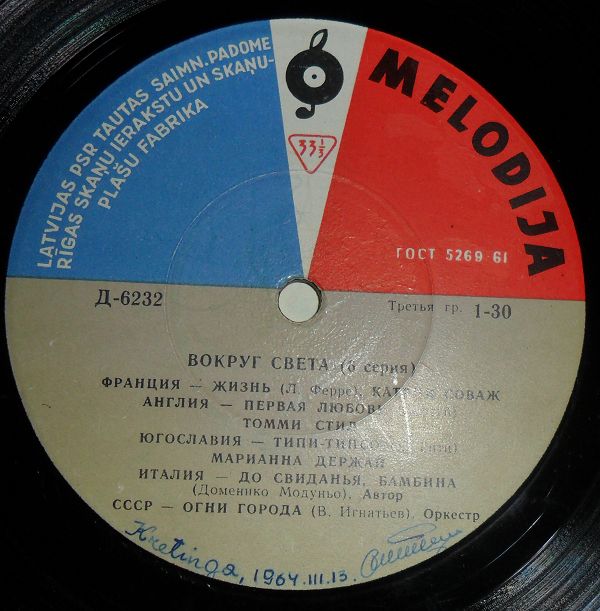 LATVIJAS PSR TAUTAS SAIMN. PADOME
RĪGAS SKAŅU IERAKSTU UN SKAŅU-
PLAŠU FABRIKA
33⅓
MELODIJA
ГОСТ 5269-61
Д-6232
Третья гр. 1-30
ВОКРУГ СВЕТА (6 серия)
ФРАНЦИЯ — ЖИЗНЬ (Л. Ферре), СОВАЖ
АНГЛИЯ — ПЕРВАЯ ЛЮБОВЬ
ТОММИ СТИЛ
ЮГОСЛАВИЯ —
МАРИАННА ДЕРЖАЙ
ИТАЛИЯ — ДО СВИДАНЬЯ, БАМБИНА
(Доменико Модуньо), Автор
СССР — ОГНИ ГОРОДА (В. Игнатьев), Оркестр
Kretinga, 1964.III.13.